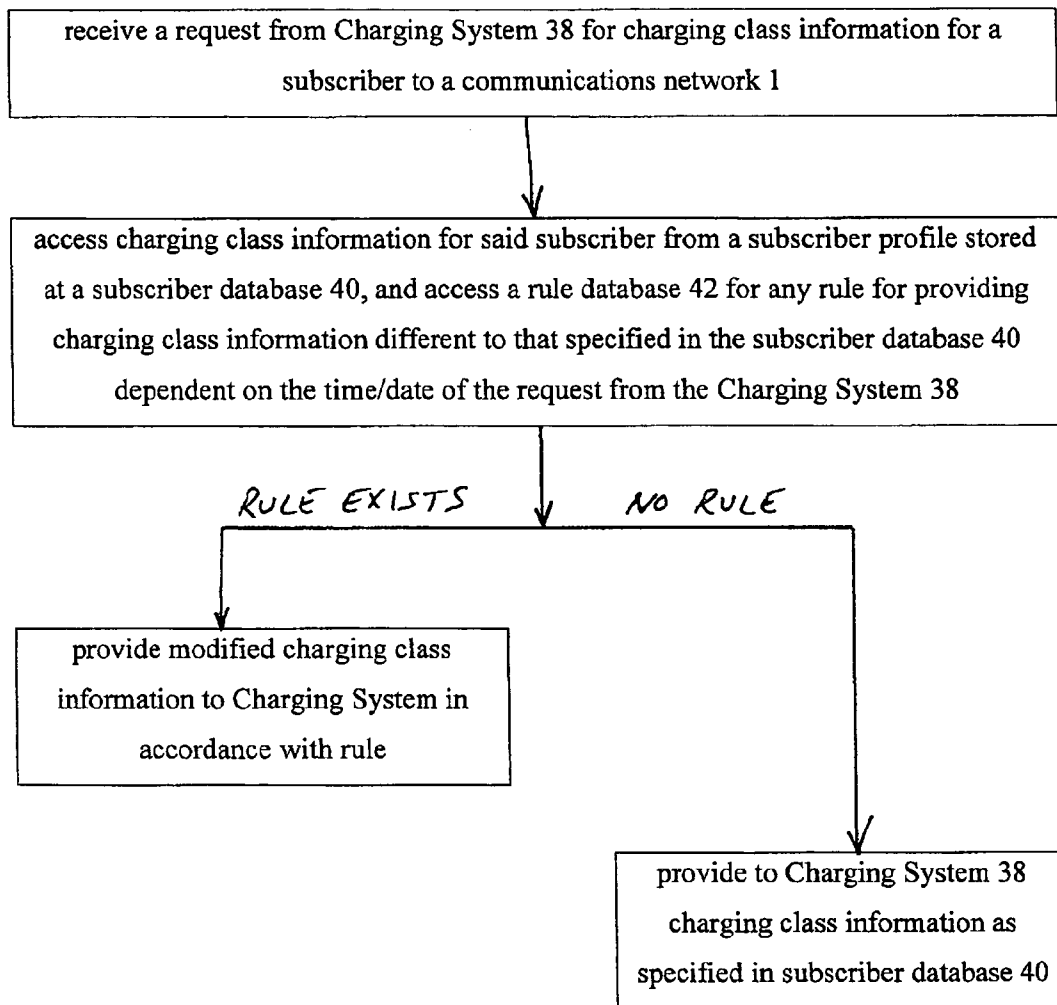 receive a request from Charging System 38 for charging class information for a
subscriber to a communications network 1
access charging class information for said subscriber from a subscriber profile stored
at a subscriber database 40, and access a rule database 42 for any rule for providing
charging class information different to that specified in the subscriber database 40
dependent on the time/date of the request from the Charging System 38
RULE EXISTS
NO RULE
provide modified charging class
information to Charging System in
accordance with rule
provide to Charging System 38
charging class information as
specified in subscriber database 40